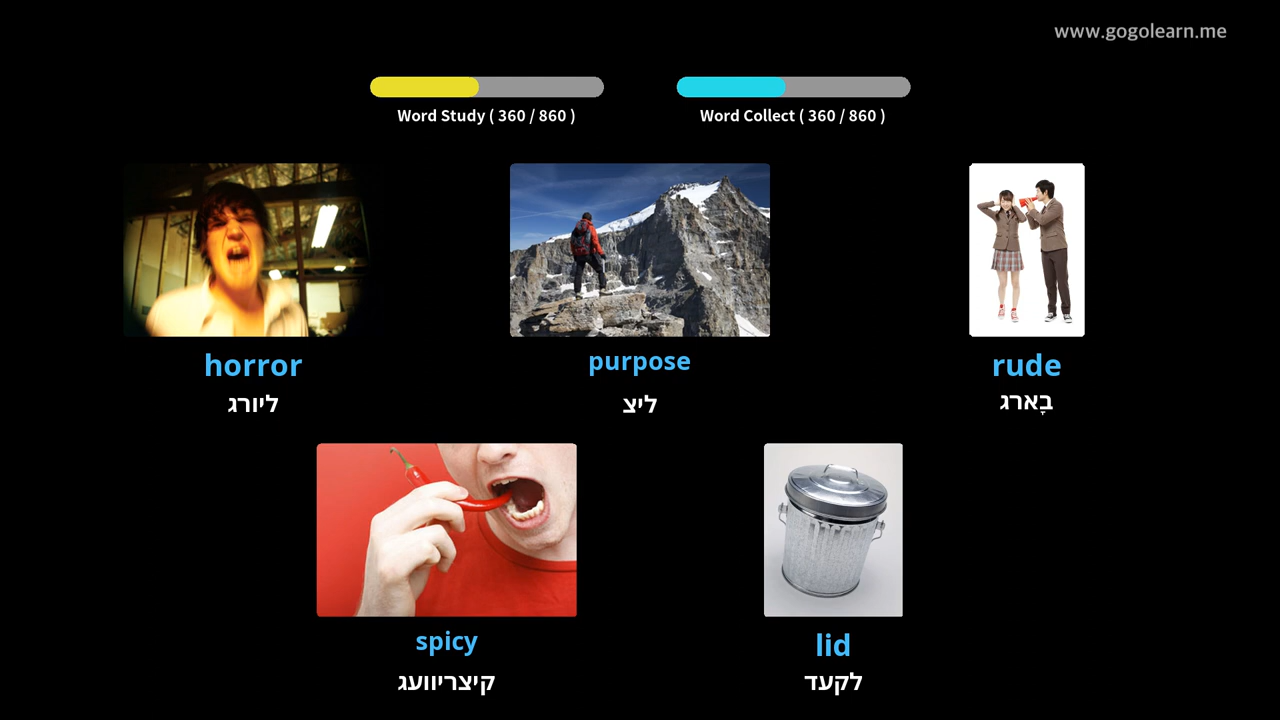 www.gogolearn.me
Word Study ( 360 / 860 )
Word Collect ( 360 / 860 )
horror
ליורג
purpose
ליצ
rude
בָארג
spicy
קיצריוועג
lid
לקעד